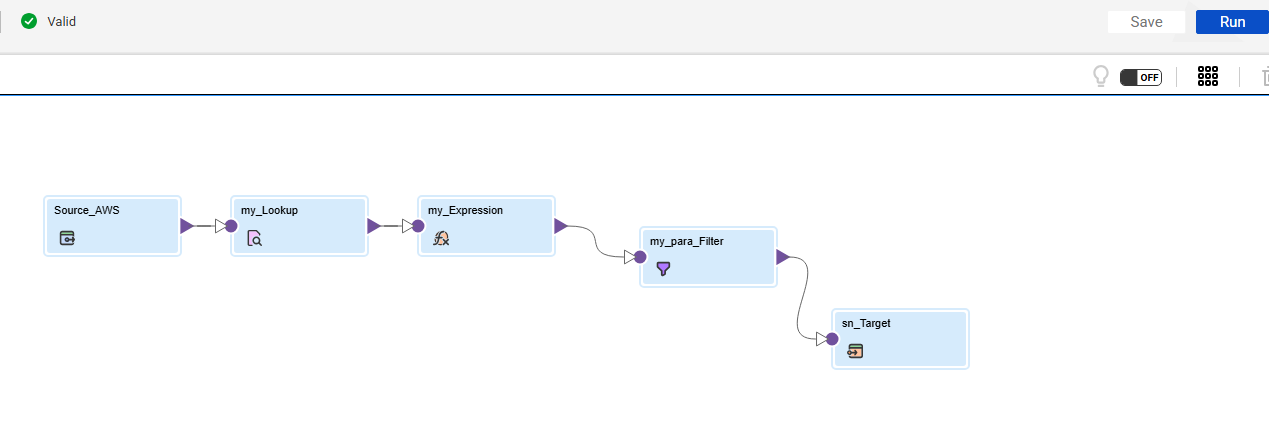 Valid
Save
Run
OFF
Source_AWS
my_Lookup
my_Expression
my_para_Filter
sn_Target